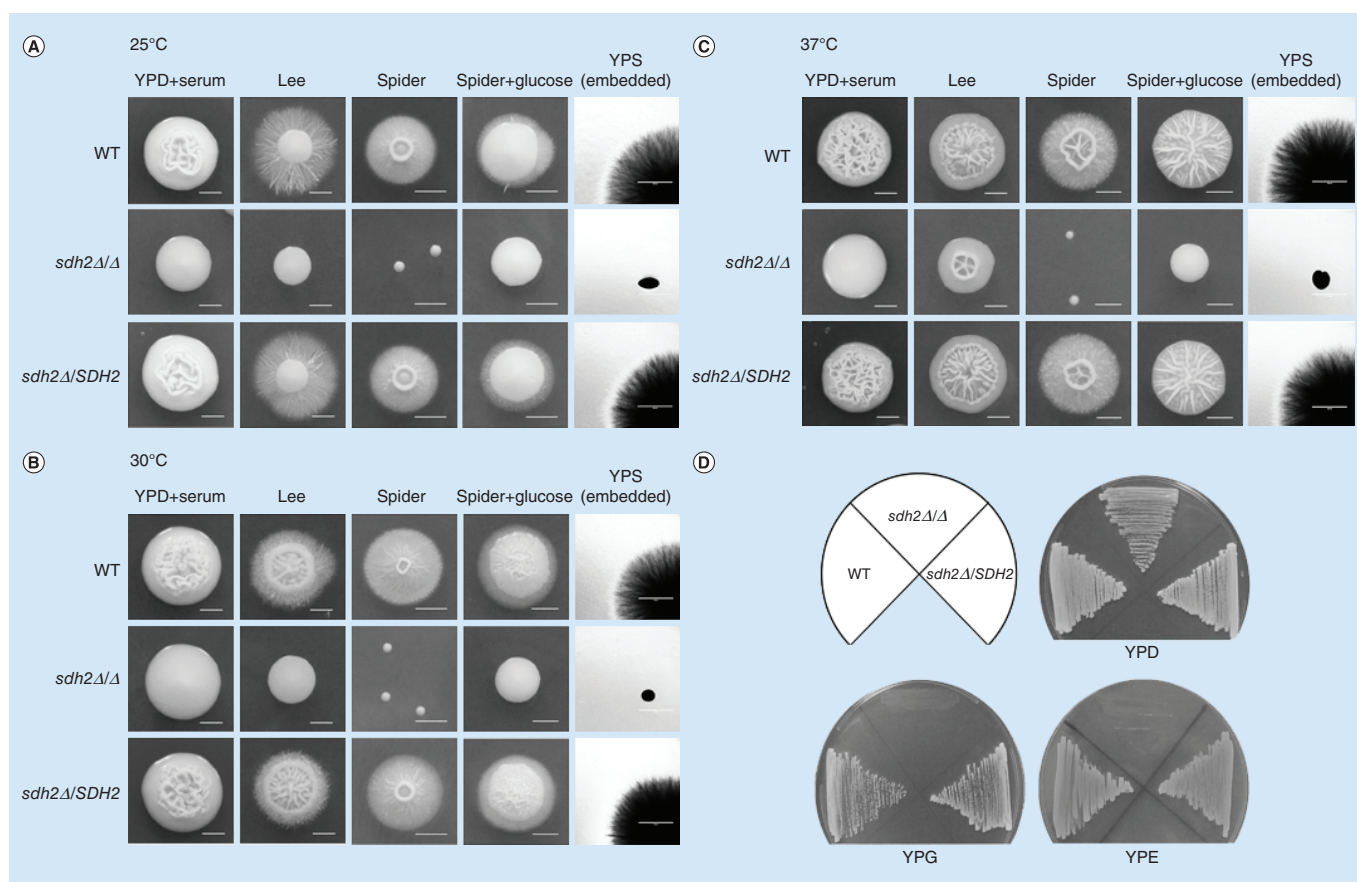 A
25°C
YPD+serum Lee Spider Spider+glucose YPS (embedded)
WT
sdh2Δ/Δ
sdh2Δ/SDH2
B
30°C
YPD+serum Lee Spider Spider+glucose YPS (embedded)
WT
sdh2Δ/Δ
sdh2Δ/SDH2
C
37°C
YPD+serum Lee Spider Spider+glucose YPS (embedded)
WT
sdh2Δ/Δ
sdh2Δ/SDH2
D
sdh2Δ/Δ
WT sdh2Δ/SDH2
YPD
YPG YPE